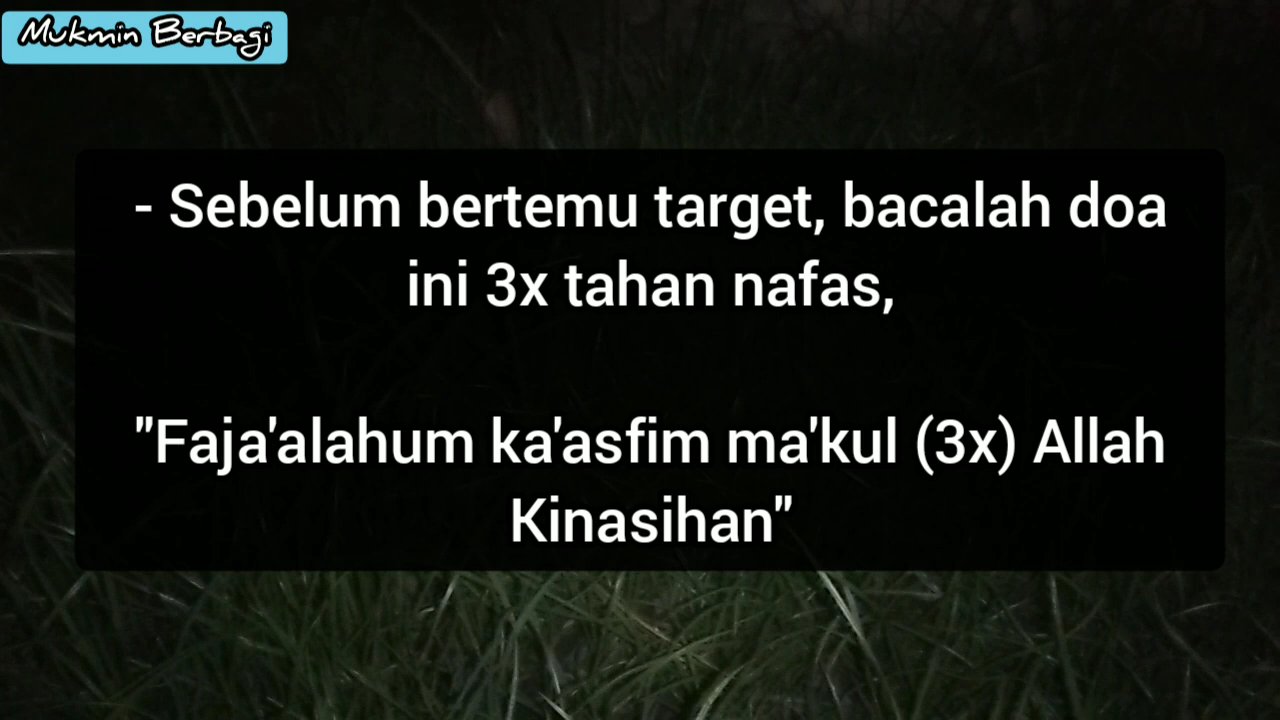 Mukmin Berbagi
- Sebelum bertemu target, bacalah doa
ini 3x tahan nafas,
"Faja'alahum ka'asfim ma'kul (3x) Allah
Kinasihan"